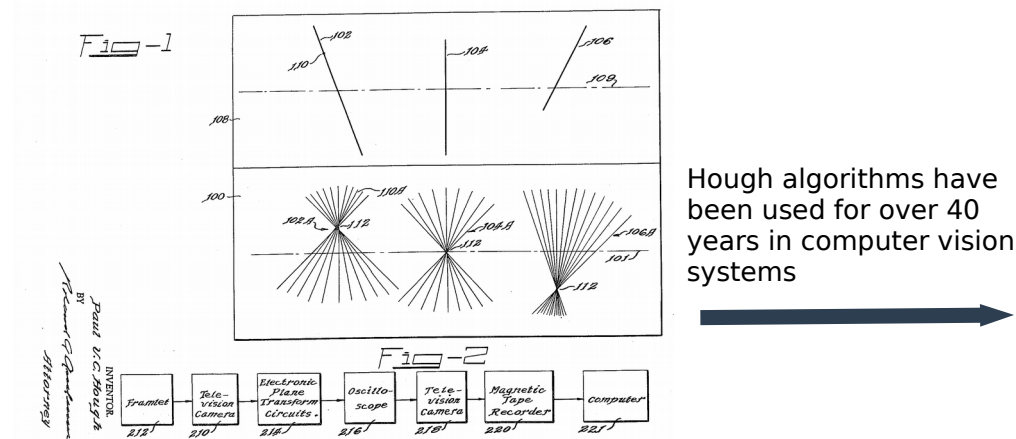 Fig-1
102
110
104
106
109
108
100
110A
102A
112
104A
112
106A
101
112
Hough algorithms have
been used for over 40
years in computer vision
systems
INVENTOR.
Paul V.C. Hough
BY
Attorney
Fig-2
Framlet
Tele-
vision
Camera
Electronic
Plane
Transform
Circuits.
Oscillo-
scope
Tele-
vision
Camera
Magnetic
Tape
Recorder
Computer
212
210
214
216
218
220
221